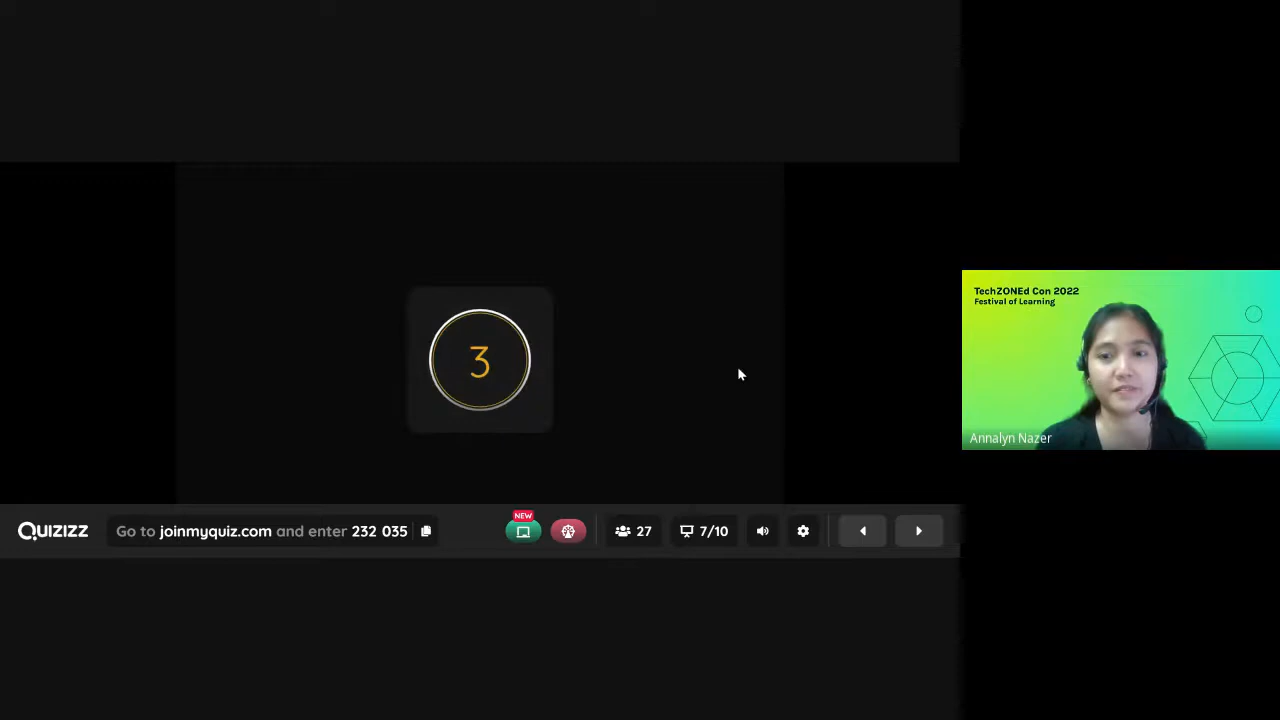 3
TechZONEd Con 2022
Festival of Learning
Annalyn Nazer
NEW
QUIZIZZ
Go to joinmyquiz.com and enter 232 035
27
7/10